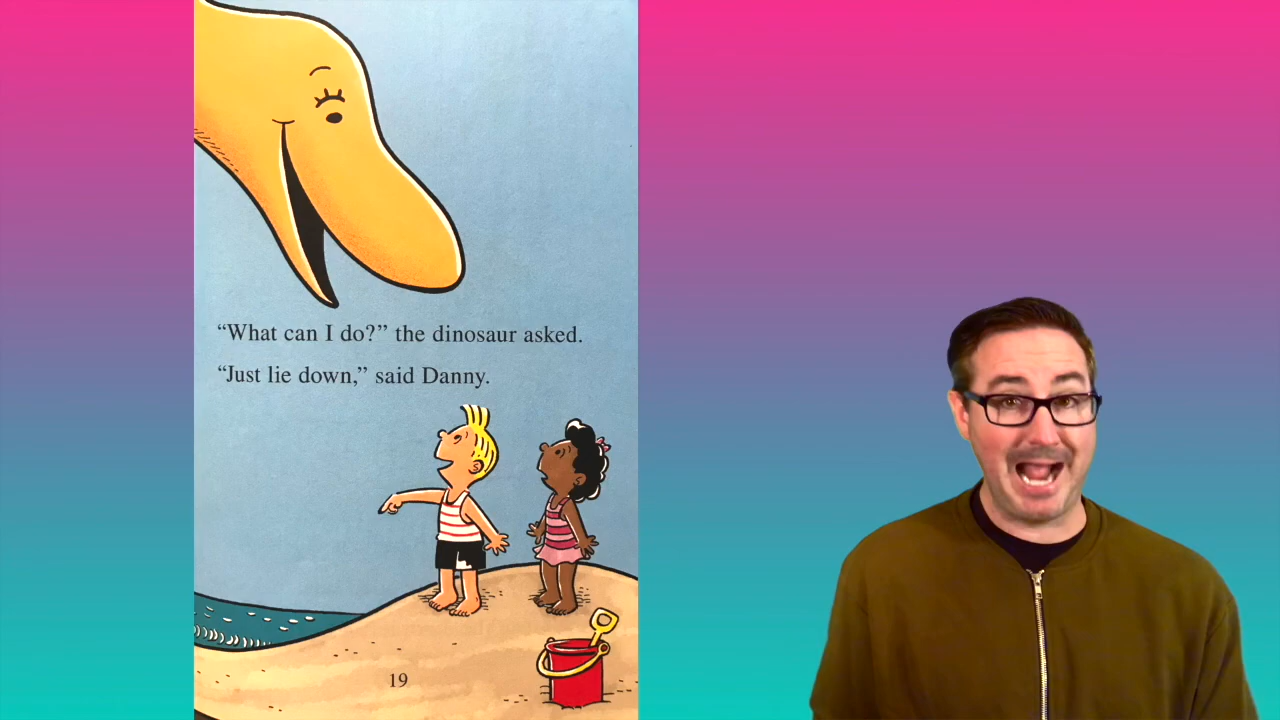 “What can I do?” the dinosaur asked.
“Just lie down,” said Danny.
19